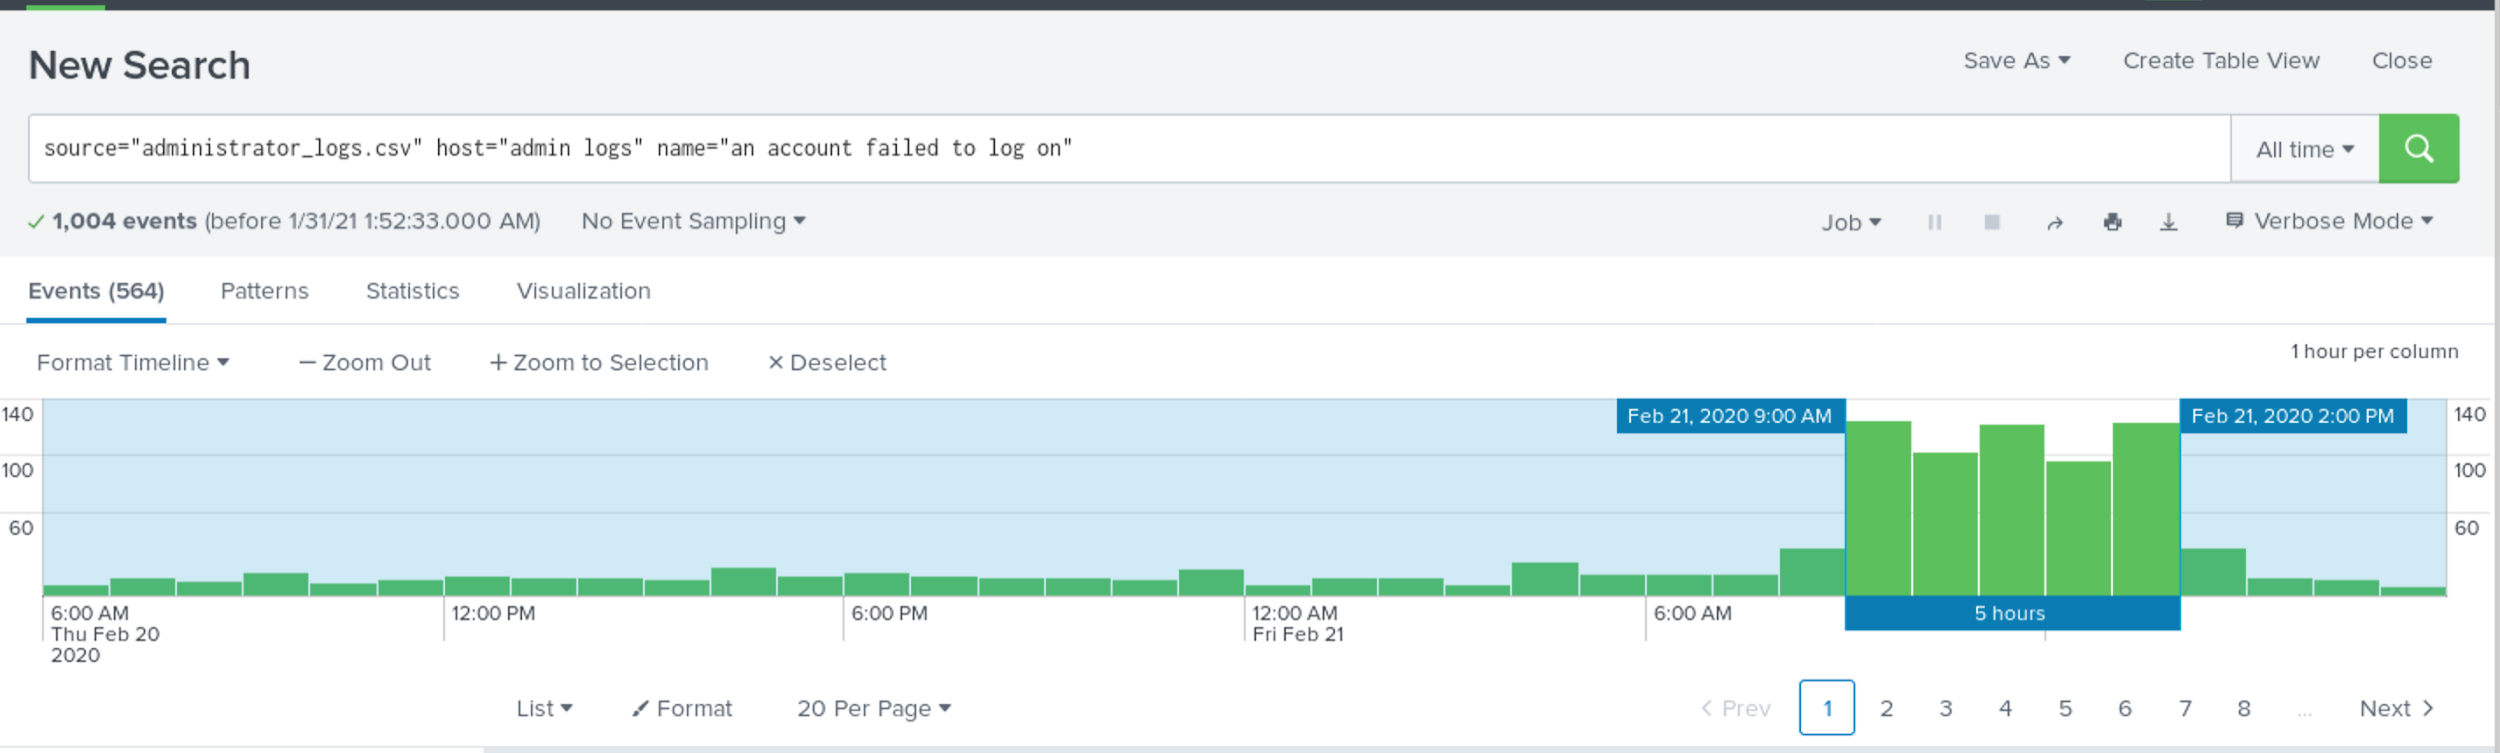 New Search
Save As Create Table View Close
source="administrator_logs.csv" host="admin logs" name="an account failed to log on"
All time
1,004 events (before 1/31/21 1:52:33.000 AM) No Event Sampling
Job Verbose Mode
Events (564) Patterns Statistics Visualization
Format Timeline — Zoom Out + Zoom to Selection × Deselect
1 hour per column
140 Feb 21, 2020 9:00 AM Feb 21, 2020 2:00 PM 140
100 100
60 60
6:00 AM 12:00 PM 6:00 PM 12:00 AM 6:00 AM 5 hours
Thu Feb 20 Fri Feb 21
2020
List Format 20 Per Page < Prev 1 2 3 4 5 6 7 8 ... Next >